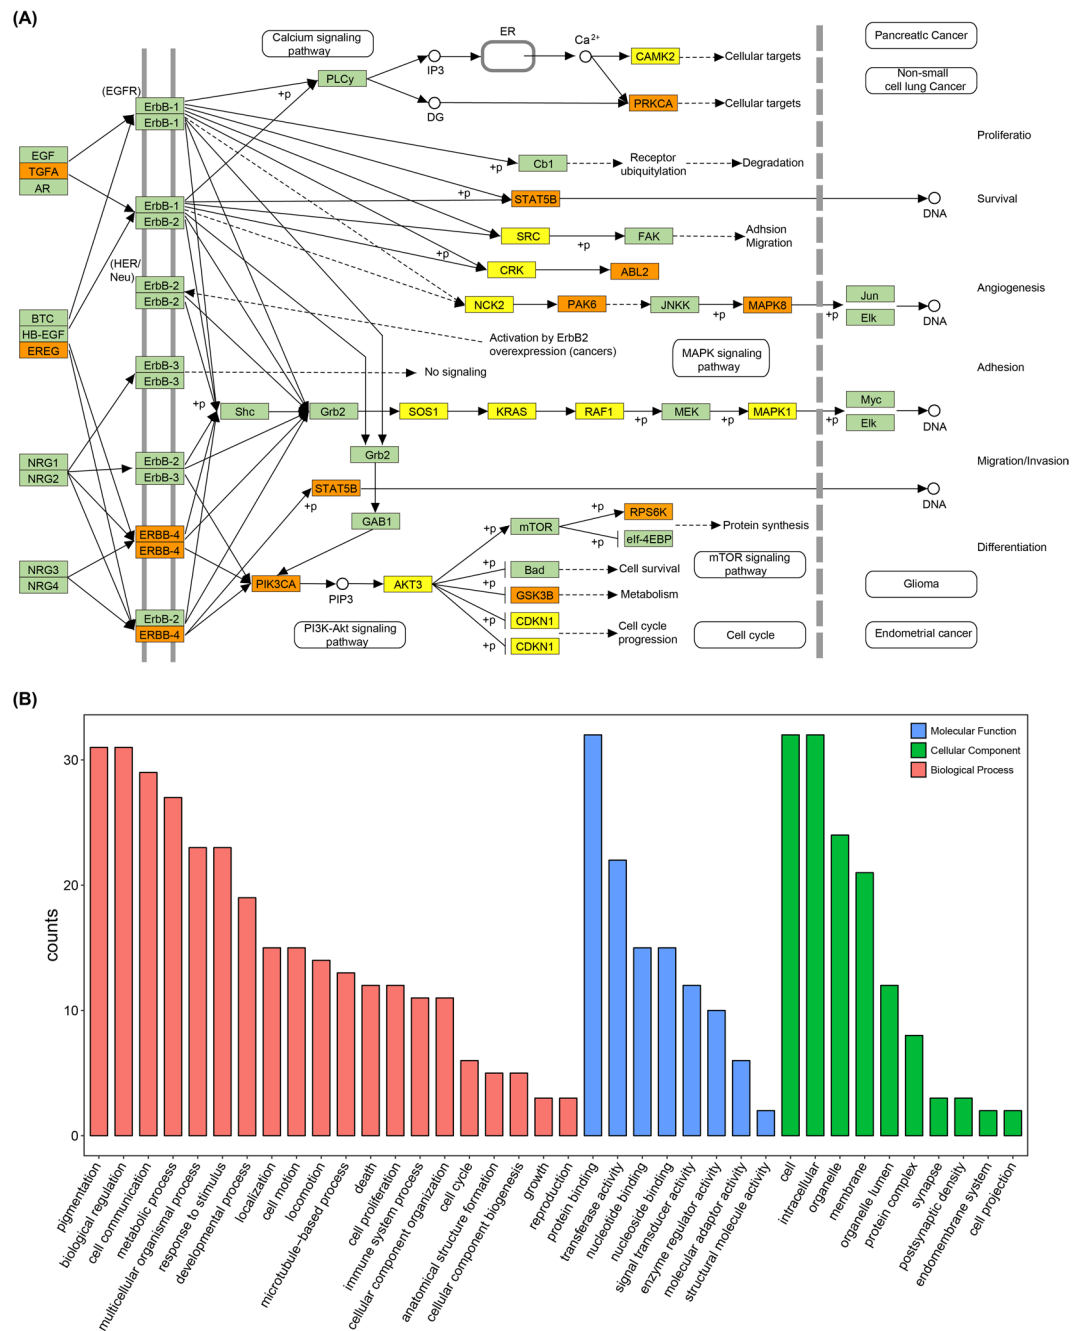 (A)
Calcium signaling
pathway
ER
Ca2+
Pancreatic Cancer
IP3
CAMK2
Cellular targets
PLCy
+p
Non-small
cell lung Cancer
(EGFR)
ErbB-1
ErbB-1
DG
PRKCA
Cellular targets
Proliferatio
EGF
TGFA
AR
+p
Cb1
Receptor
ubiquitylation
Degradation
ErbB-1
ErbB-2
+p
STAT5B
DNA
Survival
SRC
+p
FAK
Adhsion
Migration
(HER/
Neu)
+p
CRK
ABL2
ErbB-2
ErbB-2
NCK2
PAK6
JNKK
+p
MAPK8
+p
Jun
Elk
DNA
Angiogenesis
BTC
HB-EGF
EREG
Activation by ErbB2
overexpression (cancers)
MAPK signaling
pathway
ErbB-3
ErbB-3
No signaling
Adhesion
+p
Shc
Grb2
SOS1
KRAS
RAF1
+p
MEK
+p
MAPK1
+p
Myc
Elk
DNA
NRG1
NRG2
ErbB-2
ErbB-3
Grb2
Migration/Invasion
STAT5B
+p
DNA
ERBB-4
ERBB-4
GAB1
+p
mTOR
+p
+p
RPS6K
eIf-4EBP
Protein synthesis
Differentiation
NRG3
NRG4
PIK3CA
PIP3
AKT3
+p
Bad
Cell survival
mTOR signaling
pathway
+p
GSK3B
Metabolism
Glioma
ErbB-2
ERBB-4
PI3K-Akt signaling
pathway
+p
CDKN1
+p
CDKN1
Cell cycle
progression
Cell cycle
Endometrial cancer
(B)
Molecular Function
Cellular Component
Biological Process
counts
30
20
10
0
pigmentation
biological regulation
cell communication
metabolic process
multicellular organismal process
response to stimulus
developmental process
localization
cell motion
locomotion
microtubule−based process
death
cell proliferation
immune system process
cellular component organization
cell cycle
anatomical structure formation
cellular component biogenesis
growth
reproduction
protein binding
transferase activity
nucleotide binding
nucleoside binding
signal transducer activity
enzyme regulator activity
molecular adaptor activity
structural molecule activity
cell
intracellular
organelle
membrane
organelle lumen
protein complex
synapse
postsynaptic density
endomembrane system
cell projection